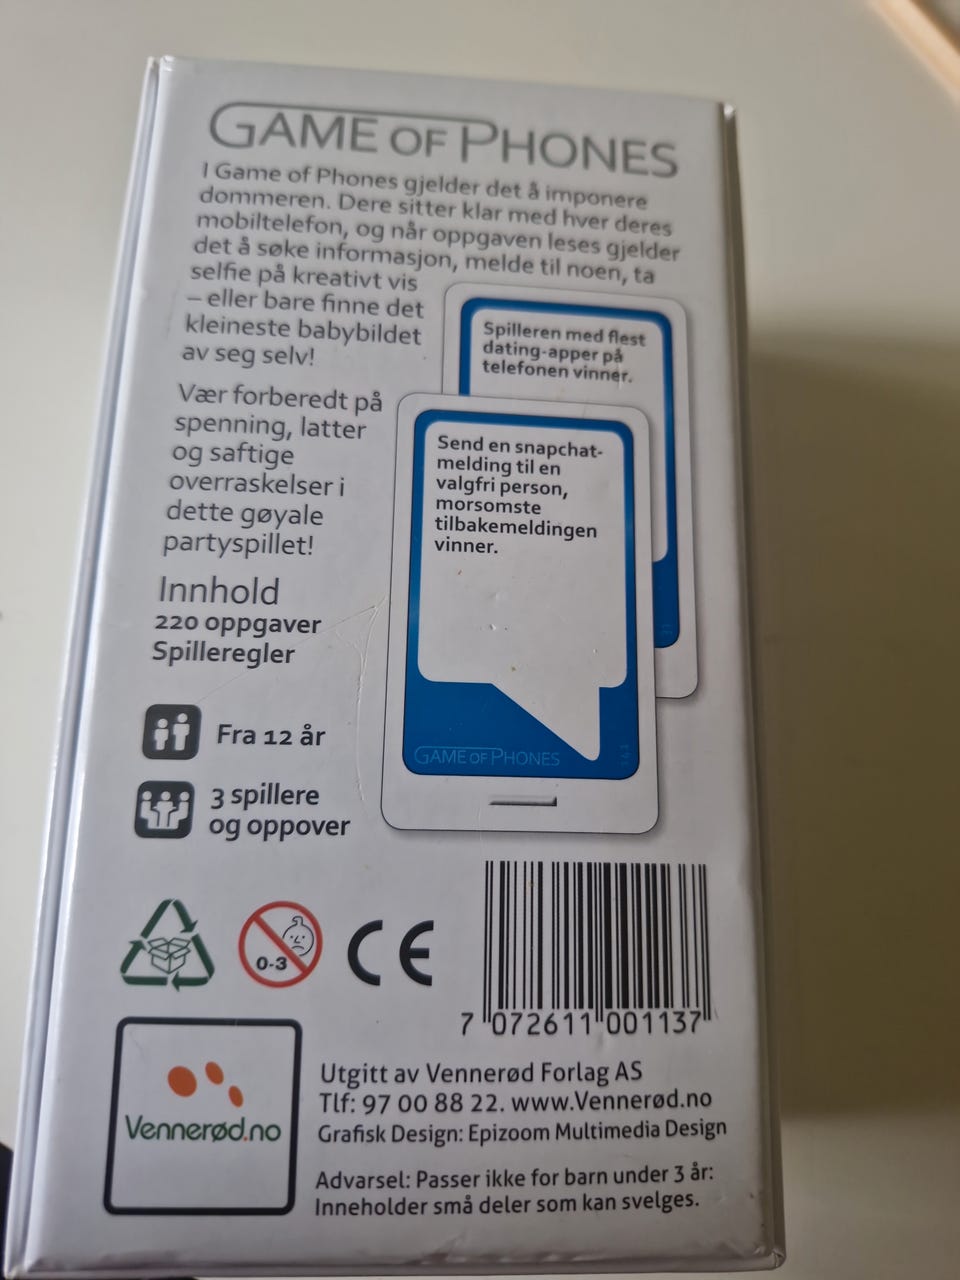 GAME OF PHONES
I Game of Phones gjelder det å imponere
dommeren. Dere sitter klar med hver deres
mobiltelefon, og når oppgaven leses gjelder
det å søke informasjon, melde til noen, ta
selfie på kreativt vis
– eller bare finne det
kleineste babybildet
av seg selv!
Vær forberedt på
spenning, latter
og saftige
overraskelser i
dette gøyale
partyspillet!
Spilleren med flest
dating-apper på
telefonen vinner.
Send en snapchat-
melding til en
valgfri person,
morsomste
tilbakemeldingen
vinner.
GAME OF PHONES
Innhold
220 oppgaver
Spilleregler
Fra 12 år
3 spillere
og oppover
0-3
CE
7 072611 001137
Vennerød.no
Utgitt av Vennerød Forlag AS
Tlf: 97 00 88 22. www.Vennerød.no
Grafisk Design: Epizoom Multimedia Design
Advarsel: Passer ikke for barn under 3 år:
Inneholder små deler som kan svelges.